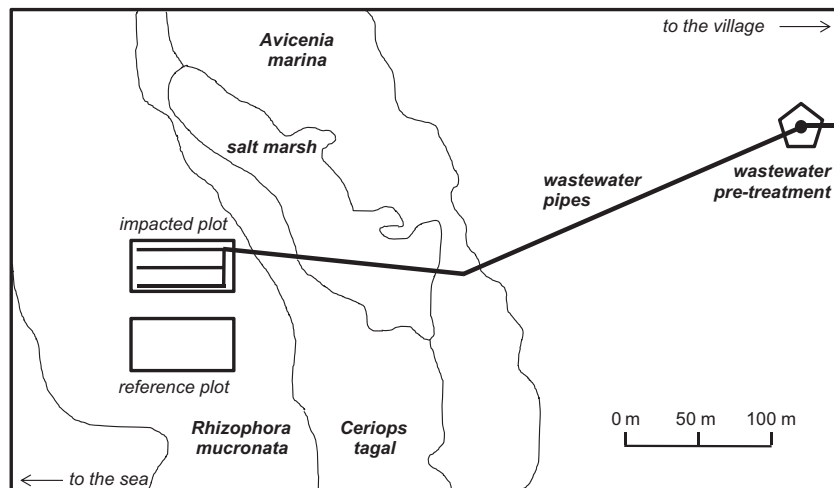 to the village
Avicenia
marina
salt marsh
wastewater
pipes
wastewater
pre-treatment
impacted plot
reference plot
Rhizophora
mucronata
Ceriops
tagal
0 m 50 m 100 m
to the sea